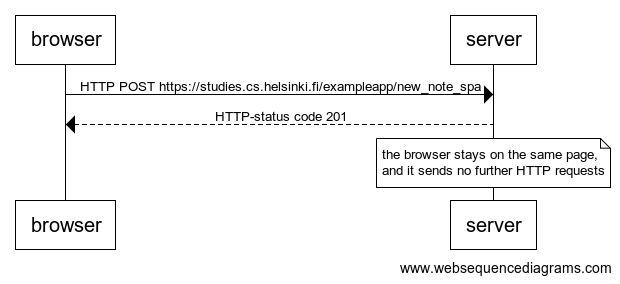 browser
server
HTTP POST https://studies.cs.helsinki.fi/exampleapp/new_note_spa
HTTP-status code 201
the browser stays on the same page,
and it sends no further HTTP requests
browser
server
www.websequencediagrams.com